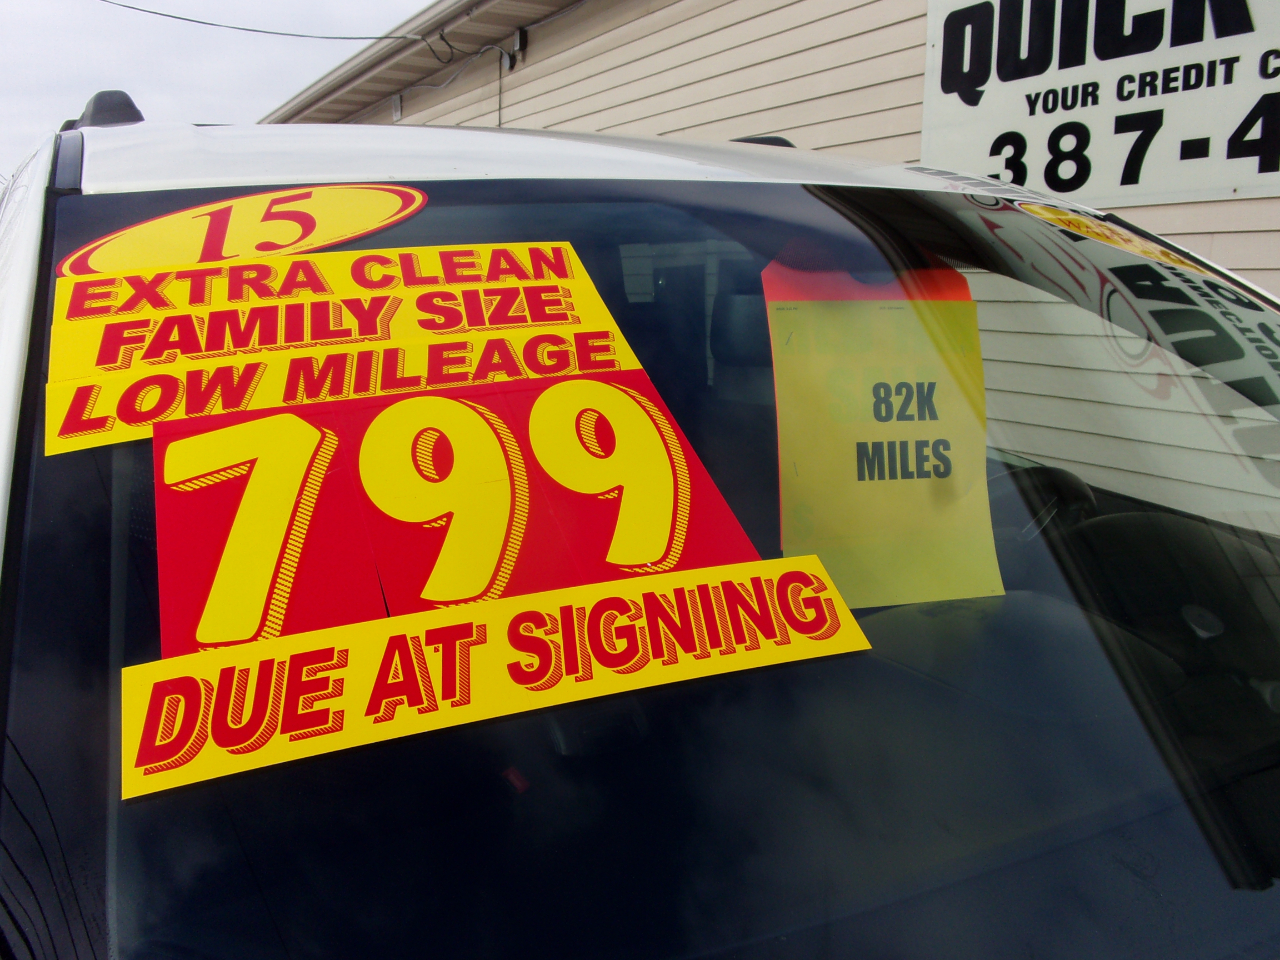 QUICK
YOUR CREDIT
387-4
15
EXTRA CLEAN
FAMILY SIZE
LOW MILEAGE
799
DUE AT SIGNING
82K
MILES